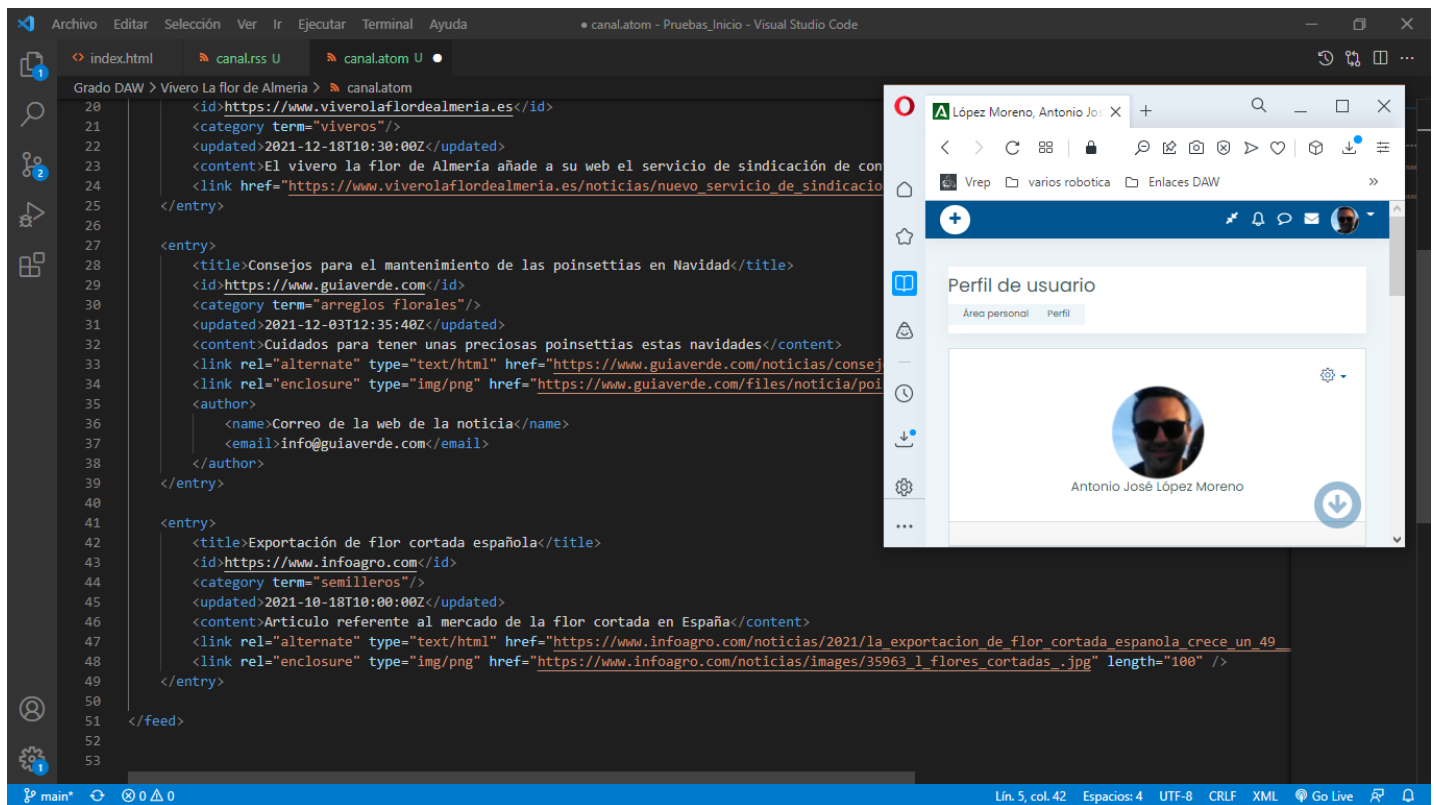 Archivo Editar Selección Ver Ir Ejecutar Terminal Ayuda
● canal.atom - Pruebas_Inicio - Visual Studio Code
index.html
canal.rss U
canal.atom U ●
Grado DAW > Vivero La flor de Almeria > canal.atom
20 <id>https://www.viverolaflordealmeria.es</id>
21 <category term="viveros"/>
22 <updated>2021-12-18T10:30:00Z</updated>
23 <content>El vivero la flor de Almería añade a su web el servicio de sindicación de con
24 <link href="https://www.viverolaflordealmeria.es/noticias/nuevo_servicio_de_sindicacio
25 </entry>
26
27 <entry>
28 <title>Consejos para el mantenimiento de las poinsettias en Navidad</title>
29 <id>https://www.guiaverde.com</id>
30 <category term="arreglos florales"/>
31 <updated>2021-12-03T12:35:40Z</updated>
32 <content>Cuidados para tener unas preciosas poinsettias estas navidades</content>
33 <link rel="alternate" type="text/html" href="https://www.guiaverde.com/noticias/consej
34 <link rel="enclosure" type="img/png" href="https://www.guiaverde.com/files/noticia/poi
35 <author>
36 <name>Correo de la web de la noticia</name>
37 <email>info@guiaverde.com</email>
38 </author>
39 </entry>
40
41 <entry>
42 <title>Exportación de flor cortada española</title>
43 <id>https://www.infoagro.com</id>
44 <category term="semilleros"/>
45 <updated>2021-10-18T10:00:00Z</updated>
46 <content>Articulo referente al mercado de la flor cortada en España</content>
47 <link rel="alternate" type="text/html" href="https://www.infoagro.com/noticias/2021/la_exportacion_de_flor_cortada_espanola_crece_un_49__
48 <link rel="enclosure" type="img/png" href="https://www.infoagro.com/noticias/images/35963_l_flores_cortadas_.jpg" length="100" />
49 </entry>
50
51 </feed>
52
53
López Moreno, Antonio Jos
Vrep varios robotica Enlaces DAW »
Perfil de usuario
Área personal Perfil
Antonio José López Moreno
1
2
1
main* 0 0 Lín. 5, col. 42 Espacios: 4 UTF-8 CRLF XML Go Live